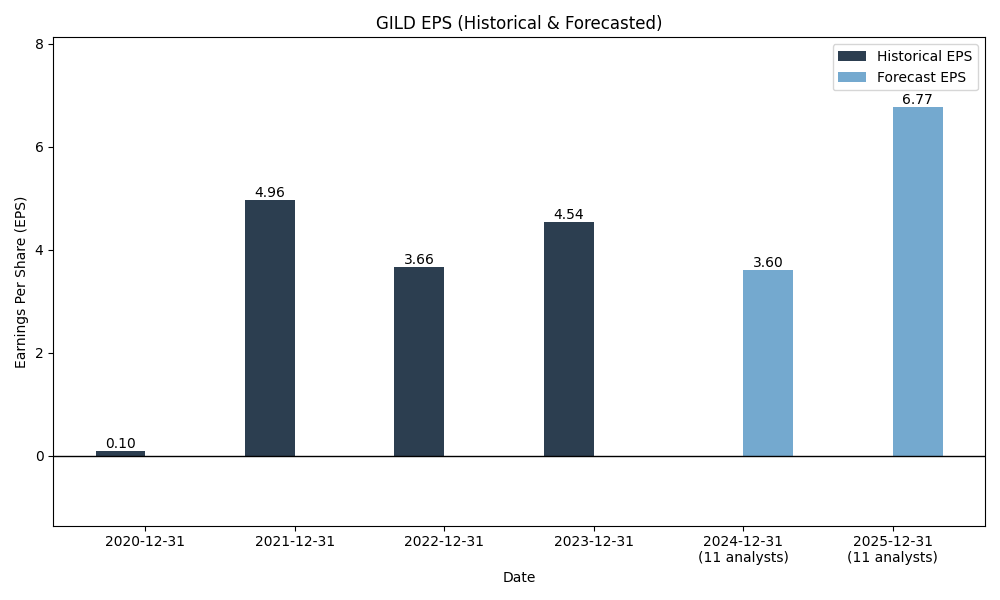 GILD EPS (Historical & Forecasted)
Historical EPS
Forecast EPS
Earnings Per Share (EPS)
8
6
4
2
0
0.10
4.96
3.66
4.54
3.60
6.77
2020-12-31
2021-12-31
2022-12-31
2023-12-31
2024-12-31
(11 analysts)
2025-12-31
(11 analysts)
Date